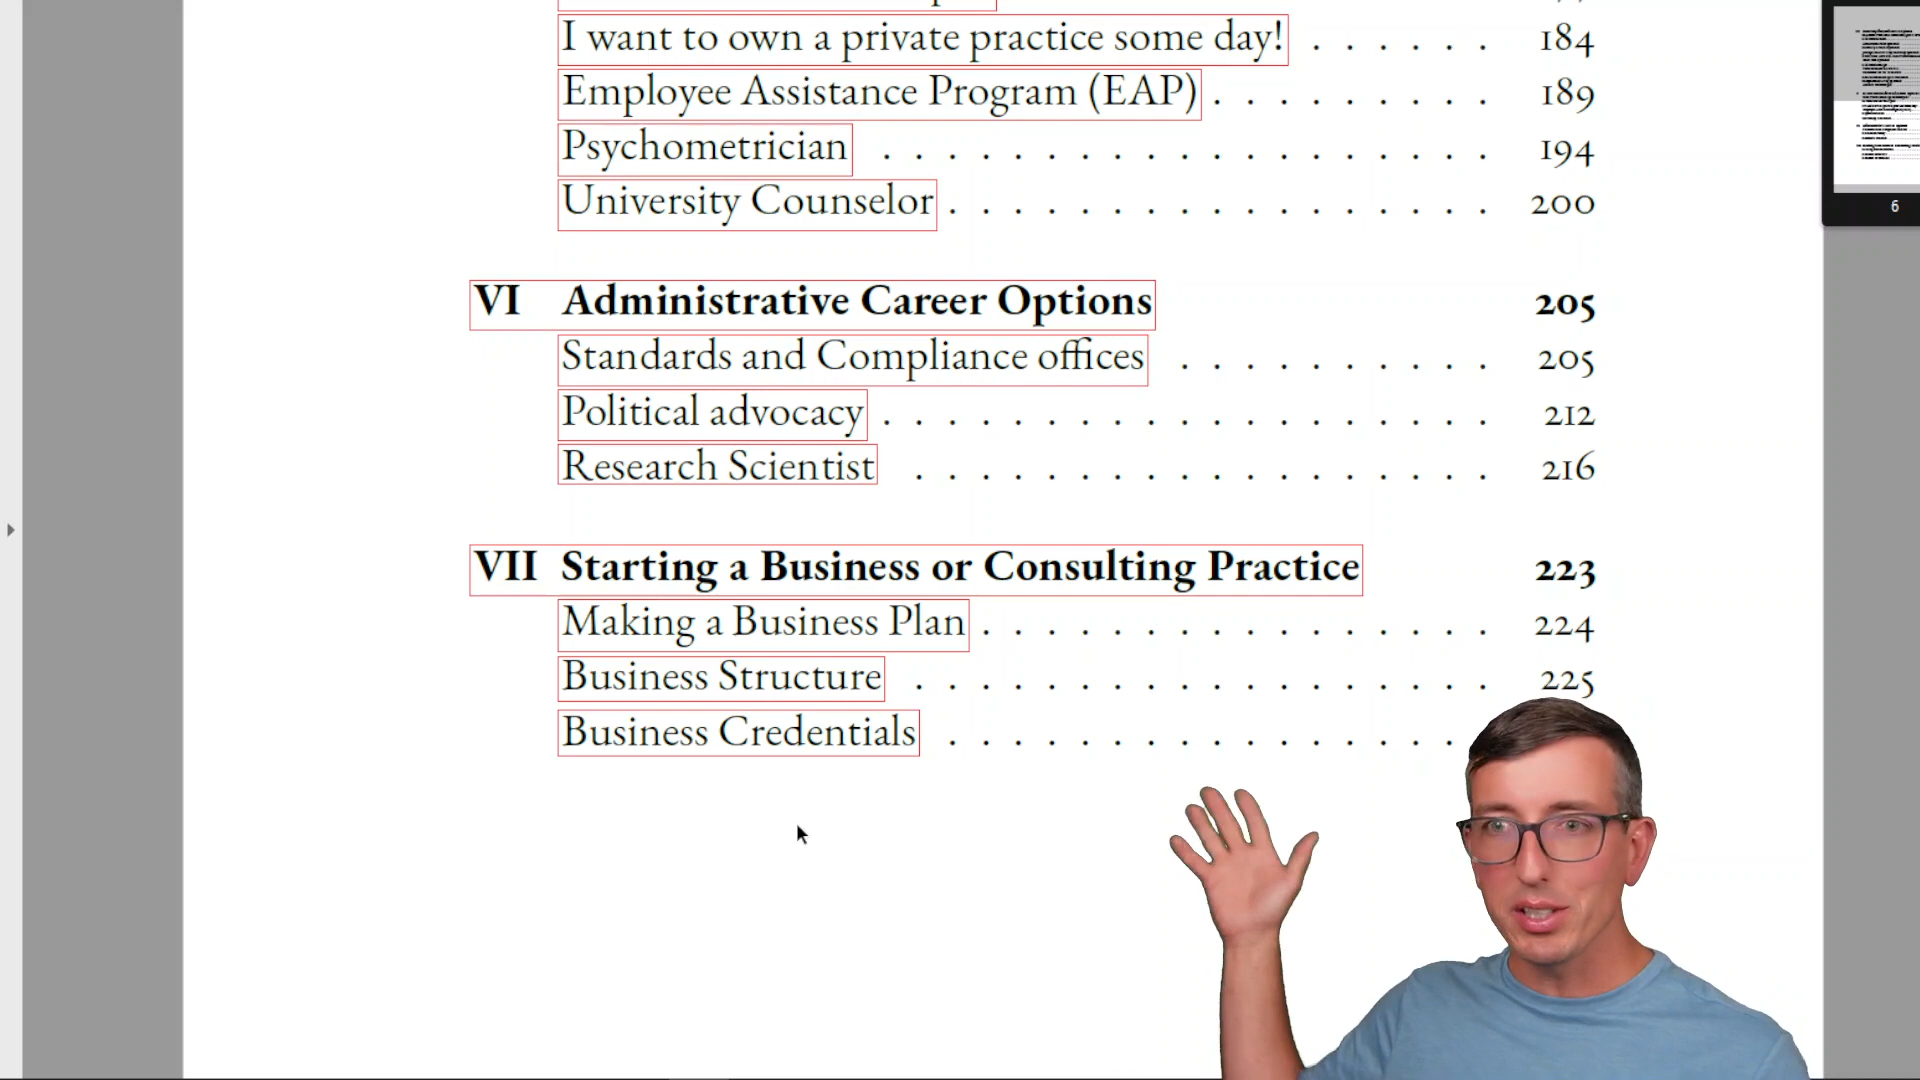 I want to own a private practice some day! . . . . . . 184
Employee Assistance Program (EAP) . . . . . . . . . 189
Psychometrician . . . . . . . . . . . . . . . . . . . 194
University Counselor . . . . . . . . . . . . . . . . . 200
VI Administrative Career Options 205
Standards and Compliance offices . . . . . . . . . . 205
Political advocacy . . . . . . . . . . . . . . . . . . . 212
Research Scientist . . . . . . . . . . . . . . . . . . 216
VII Starting a Business or Consulting Practice 223
Making a Business Plan . . . . . . . . . . . . . . . . 224
Business Structure . . . . . . . . . . . . . . . . . . 225
Business Credentials . . . . . . . . . . . . . . . .
6